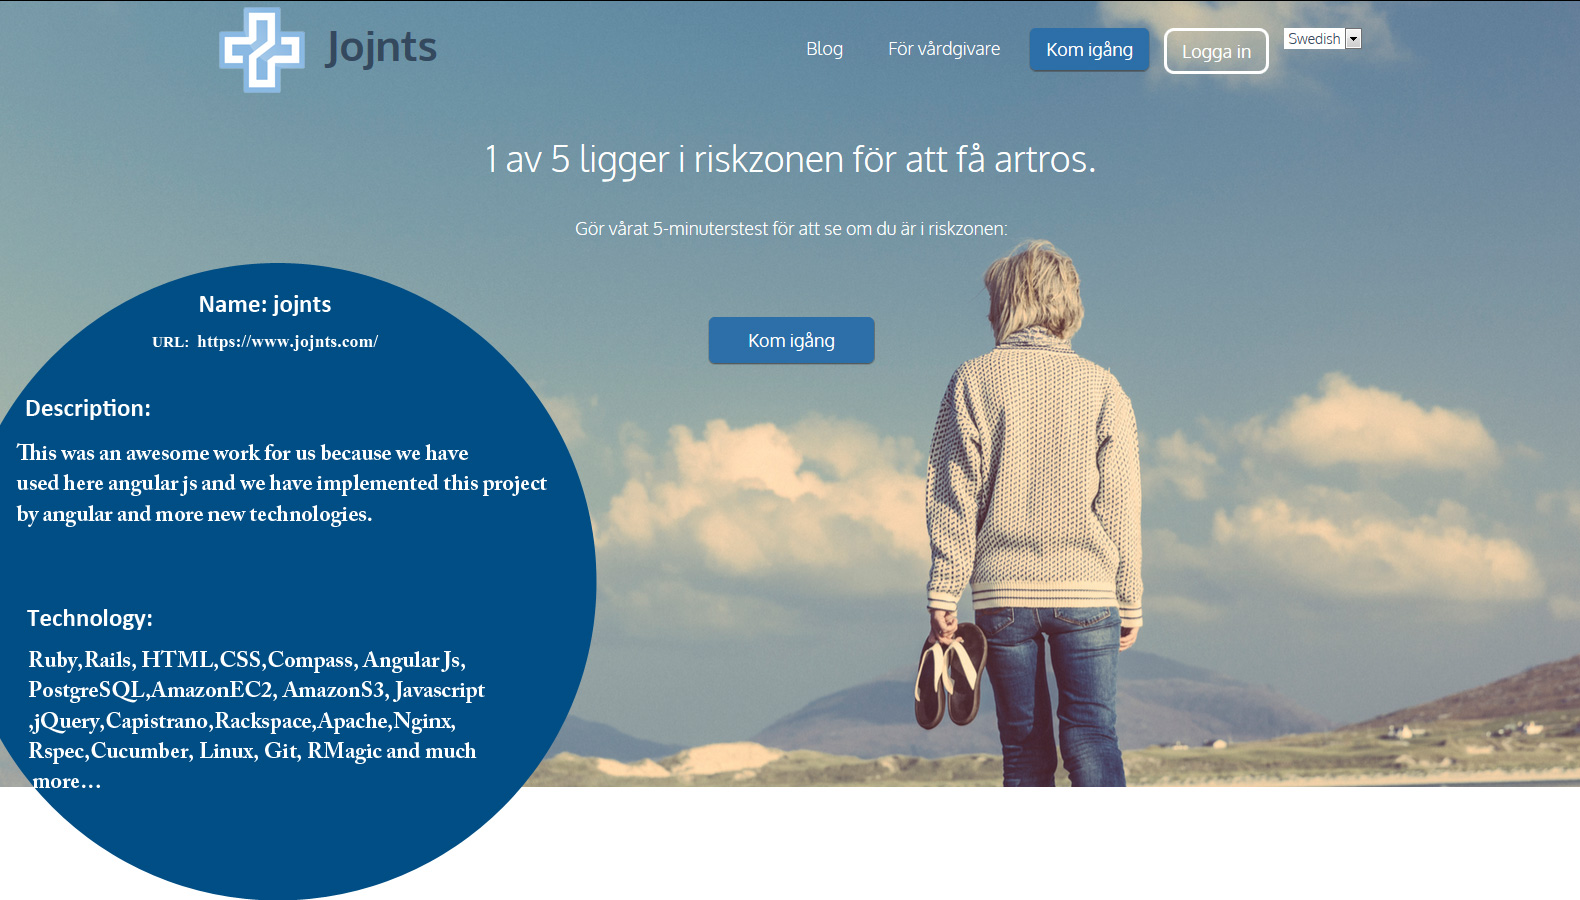 Jojnts
Blog
För vårdgivare
Kom igång
Logga in
Swedish
1 av 5 ligger i riskzonen för att få artros.
Gör vårat 5-minuterstest för att se om du är i riskzonen:
Kom igång
Name: jojnts
URL: https://www.jojnts.com/
Description:
This was an awesome work for us because we have
used here angular js and we have implemented this project
by angular and more new technologies.
Technology:
Ruby,Rails, HTML,CSS,Compass, Angular Js,
PostgreSQL,AmazonEC2, AmazonS3, Javascript
,jQuery,Capistrano,Rackspace,Apache,Nginx,
Rspec,Cucumber, Linux, Git, RMagic and much
more...